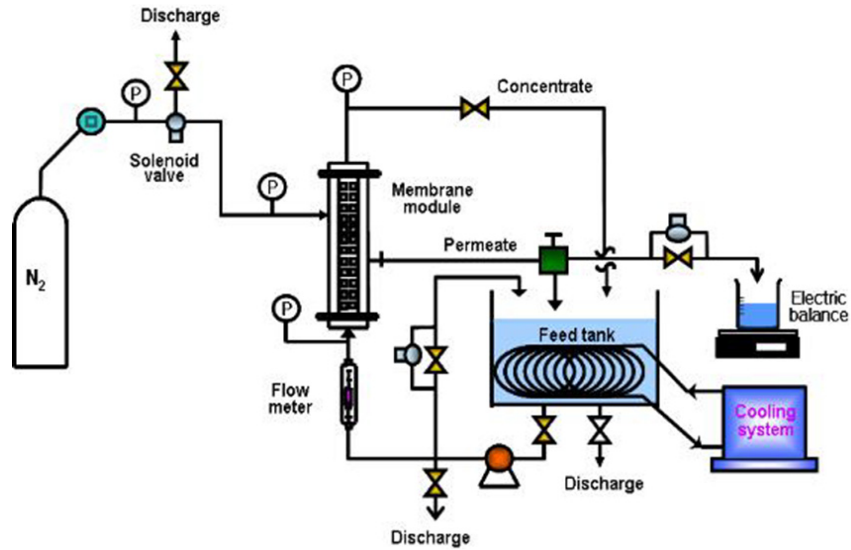 Discharge
P
P
Concentrate
Solenoid
valve
P
Membrane
module
N2
Permeate
P
Electric
balance
Feed tank
Flow
meter
Cooling
system
Discharge
Discharge